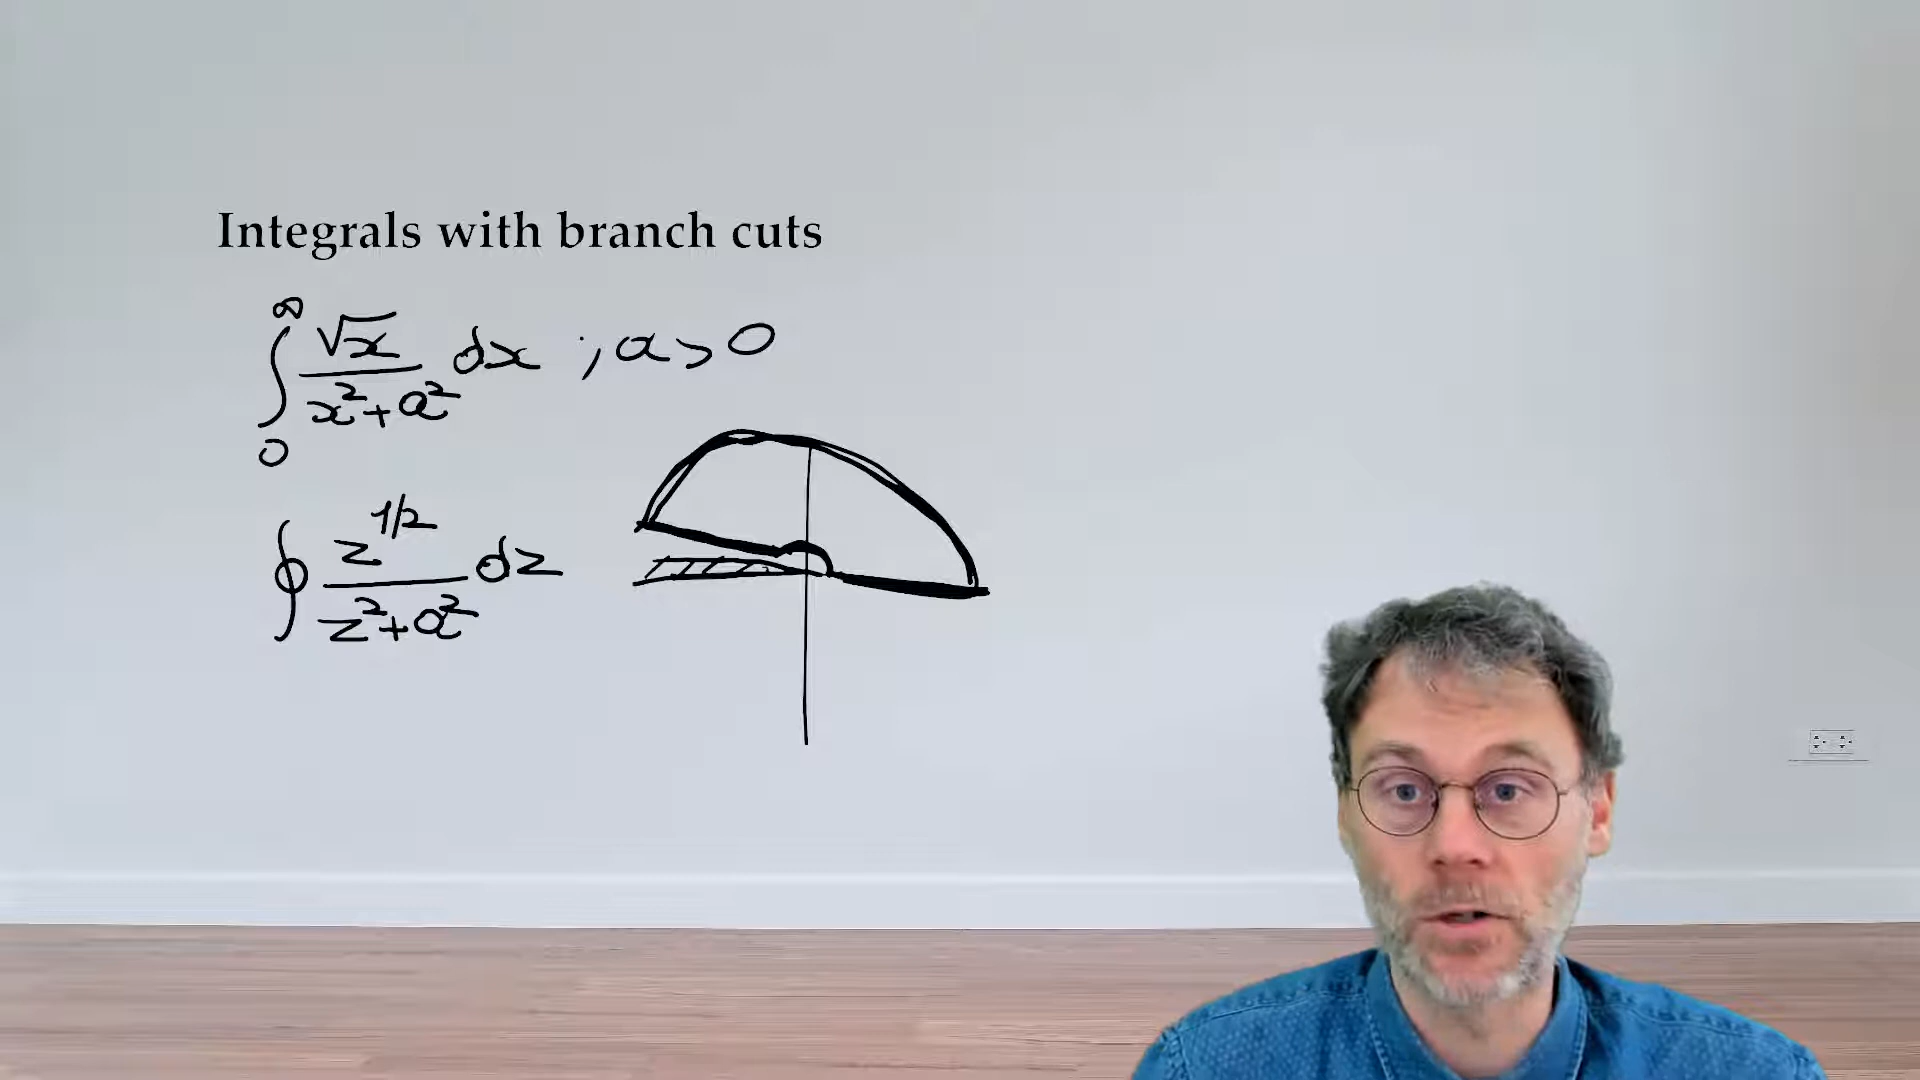 Integrals with branch cuts
∫₀^∞ √x / (x² + a²) dx ; a > 0
∮ z^{1/2} / (z² + a²) dz